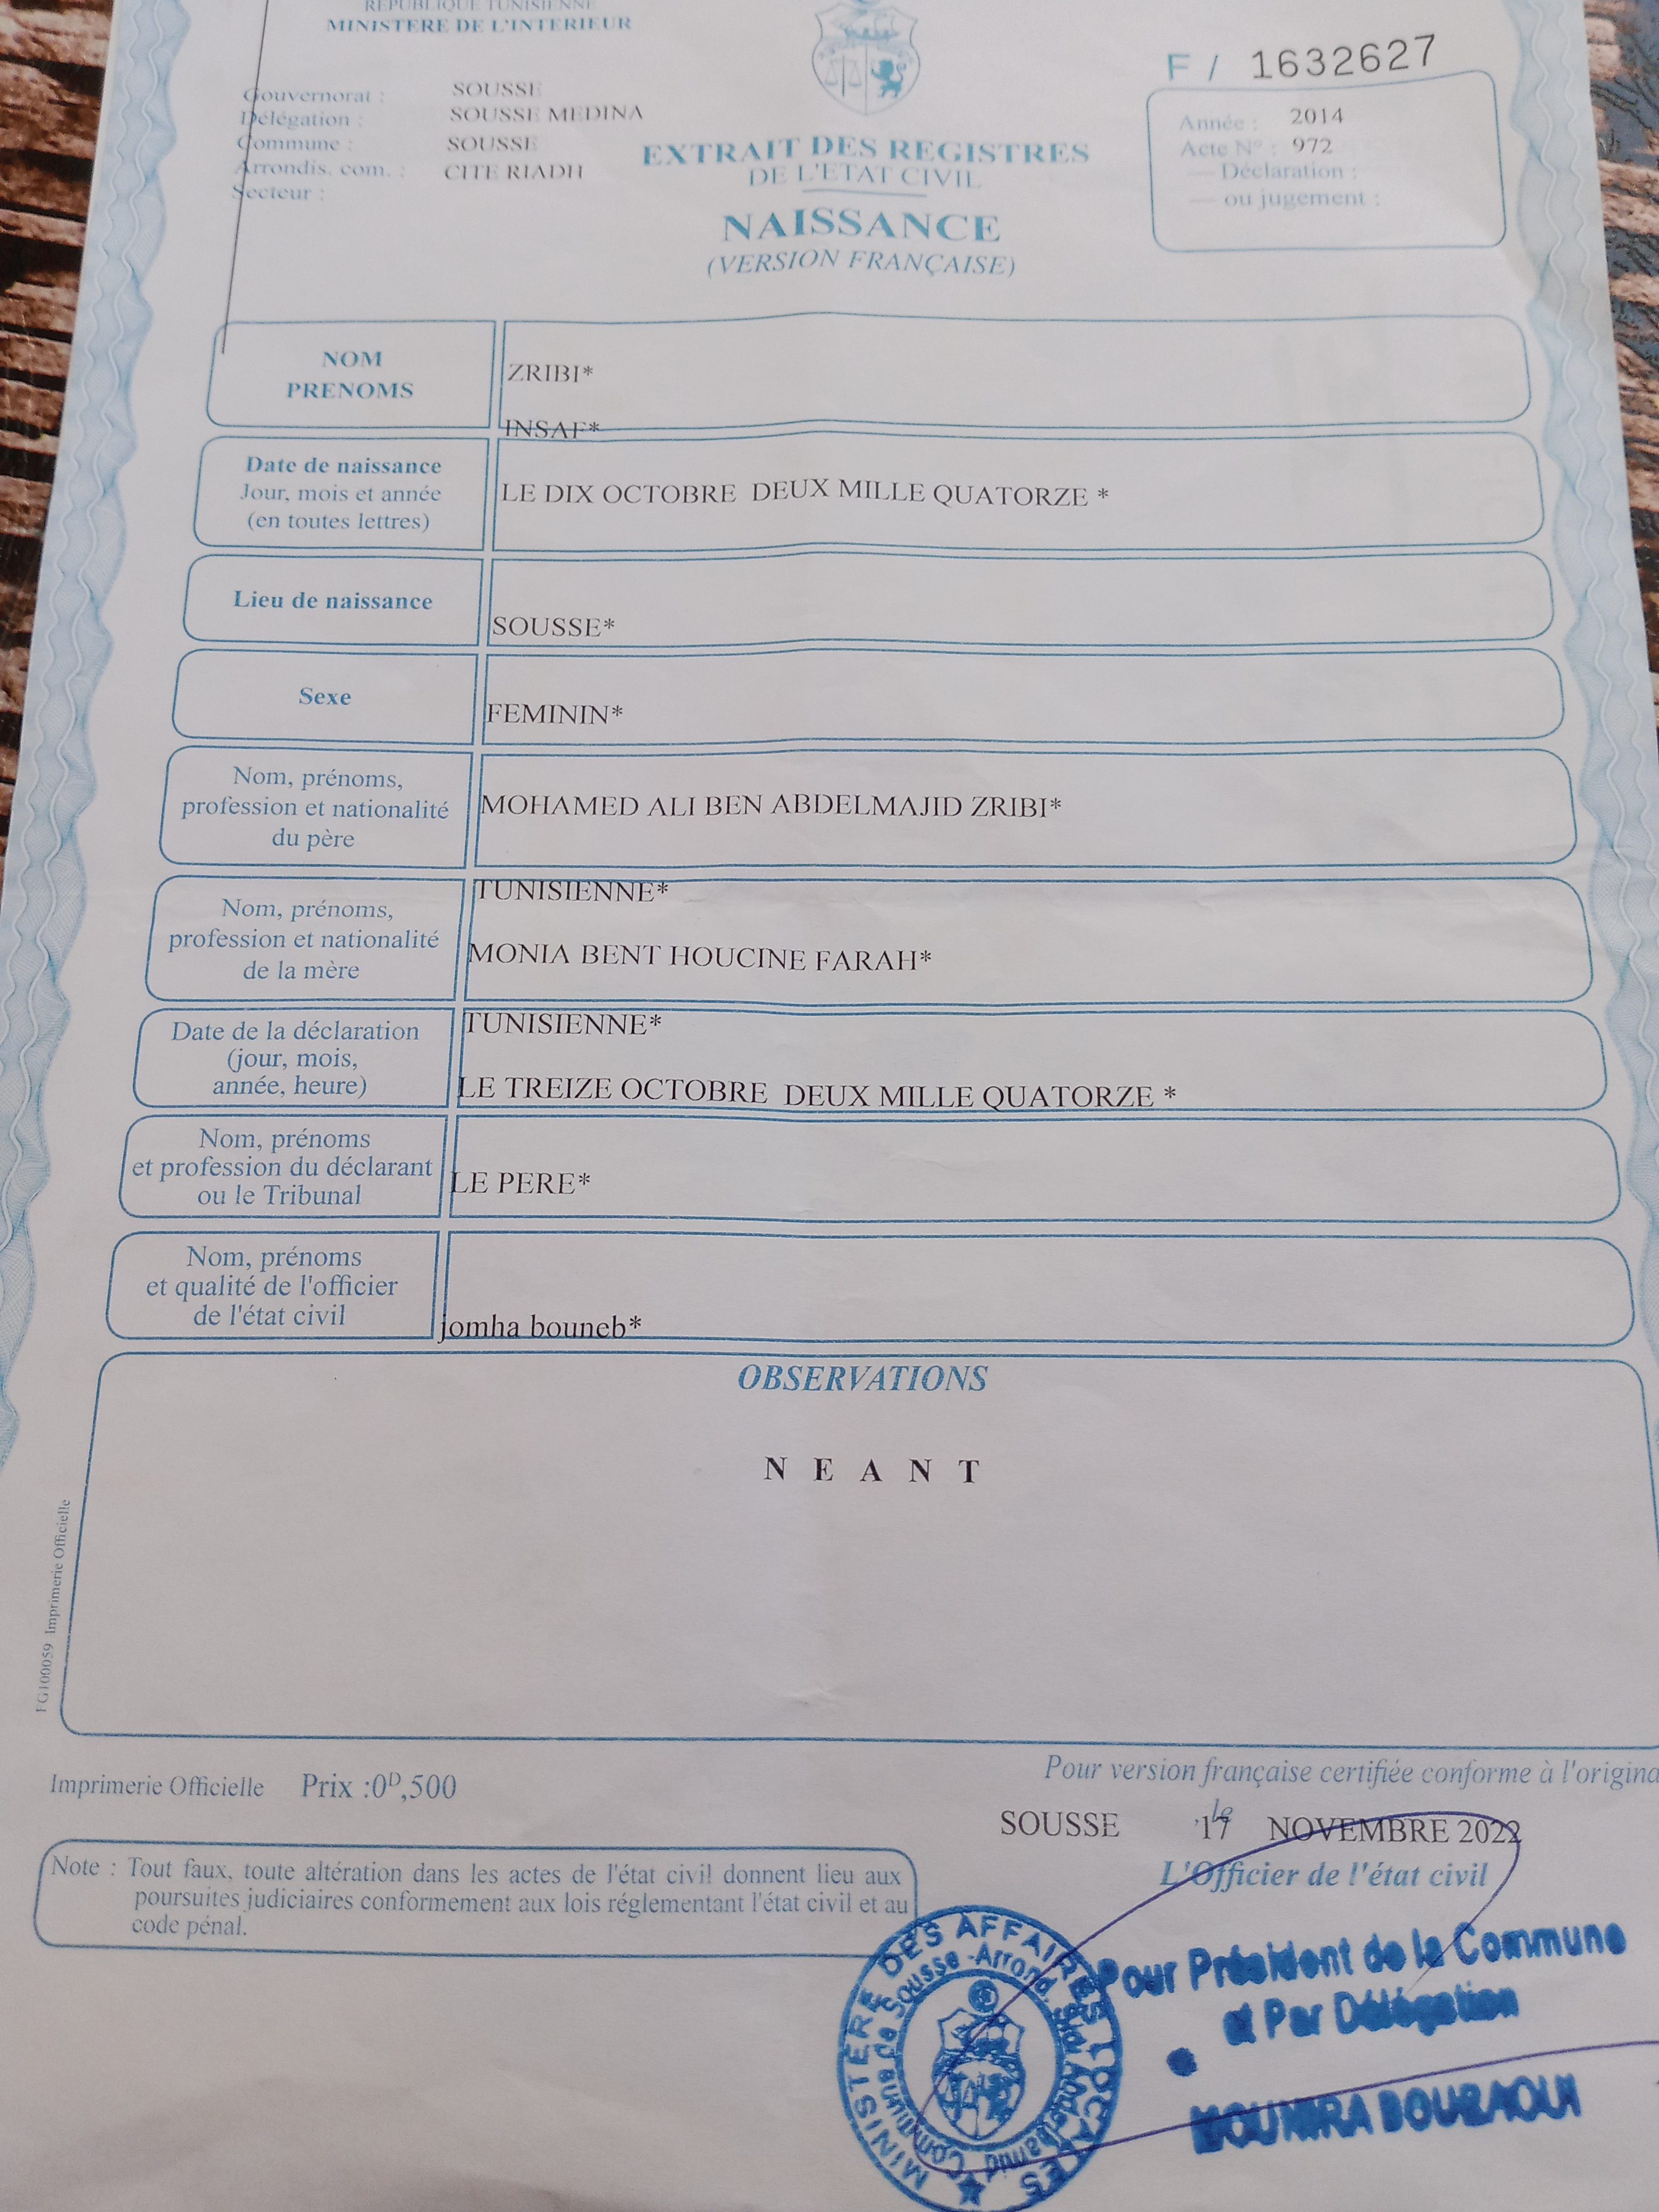 REPUBLIQUE TUNISIENNE
MINISTERE DE L'INTERIEUR
Gouvernorat : SOUSSE
Délégation : SOUSSE MEDINA
Commune : SOUSSE
Arrondis. com. : CITE RIADH
Secteur :
EXTRAIT DES REGISTRES
DE L'ETAT CIVIL
NAISSANCE
(VERSION FRANÇAISE)
F / 1632627
Année : 2014
Acte N° : 972
— Déclaration :
— ou jugement :
NOM
PRENOMS
ZRIBI*
INSAF*
Date de naissance
Jour, mois et année
(en toutes lettres)
LE DIX OCTOBRE DEUX MILLE QUATORZE *
Lieu de naissance
SOUSSE*
Sexe
FEMININ*
Nom, prénoms,
profession et nationalité
du père
MOHAMED ALI BEN ABDELMAJID ZRIBI*
TUNISIENNE*
Nom, prénoms,
profession et nationalité
de la mère
MONIA BENT HOUCINE FARAH*
TUNISIENNE*
Date de la déclaration
(jour, mois,
année, heure)
LE TREIZE OCTOBRE DEUX MILLE QUATORZE *
Nom, prénoms
et profession du déclarant
ou le Tribunal
LE PERE*
Nom, prénoms
et qualité de l'officier
de l'état civil
jomha bouneb*
OBSERVATIONS
N E A N T
FG100059 Imprimerie Officielle
Imprimerie Officielle Prix :0ᴰ,500
Pour version française certifiée conforme à l'origina
SOUSSE le 17 NOVEMBRE 2022
L'Officier de l'état civil
Note : Tout faux, toute altération dans les actes de l'état civil donnent lieu aux
poursuites judiciaires conformement aux lois réglementant l'état civil et au
code pénal.
MINISTERE DES AFFAIRES LOCALES
Commune de Sousse - Arrond. Sidi Abdelhamid
Pour Président de la Commune
et Par Délégation
MOUNIRA BOURAOUI